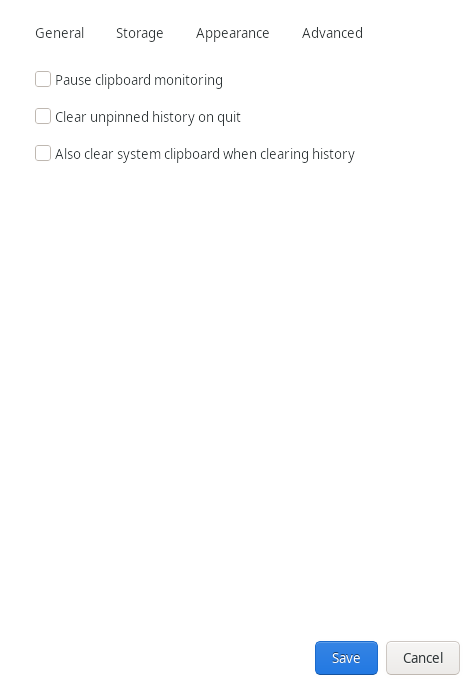 General Storage Appearance Advanced
Pause clipboard monitoring
Clear unpinned history on quit
Also clear system clipboard when clearing history
Save Cancel